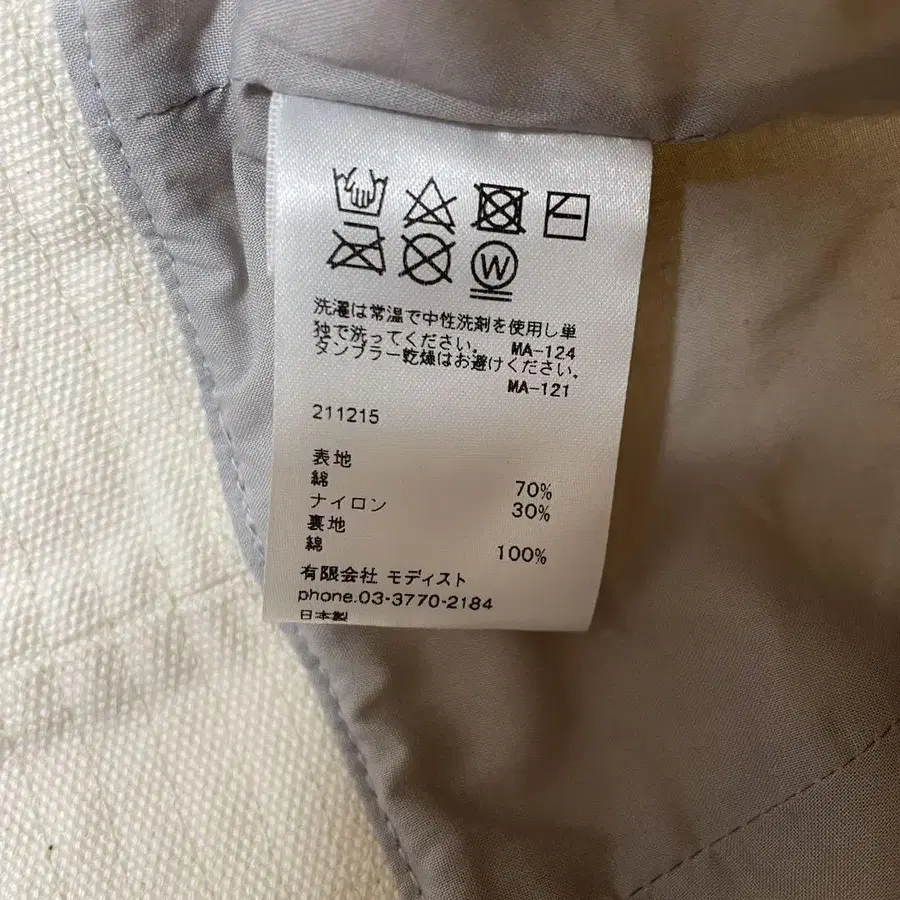 W
洗濯は常温で中性洗剤を使用し単
独で洗ってください。 MA-124
タンブラー乾燥はお避けください。
MA-121
211215
表地
綿 70%
ナイロン 30%
裏地
綿 100%
有限会社 モディスト
phone.03-3770-2184
日本製